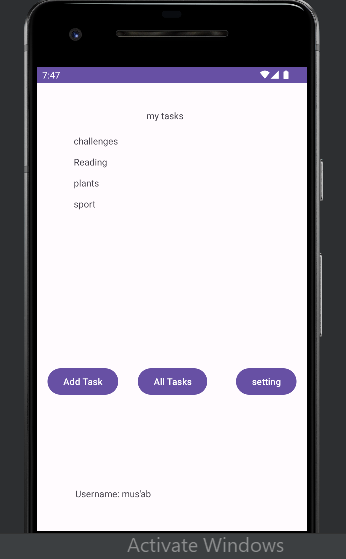 7:47
my tasks
challenges
Reading
plants
sport
Add Task All Tasks setting
Username: mus'ab
Activate Windows